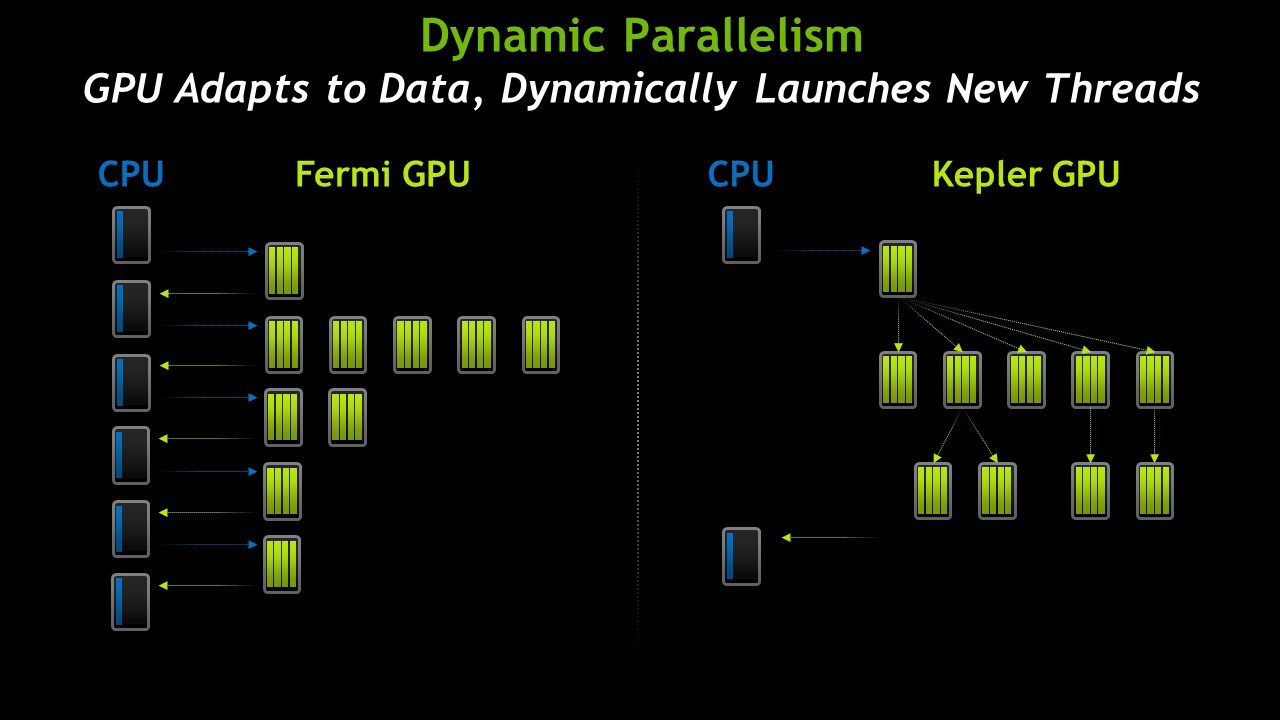 Dynamic Parallelism
GPU Adapts to Data, Dynamically Launches New Threads
CPU
Fermi GPU
CPU
Kepler GPU